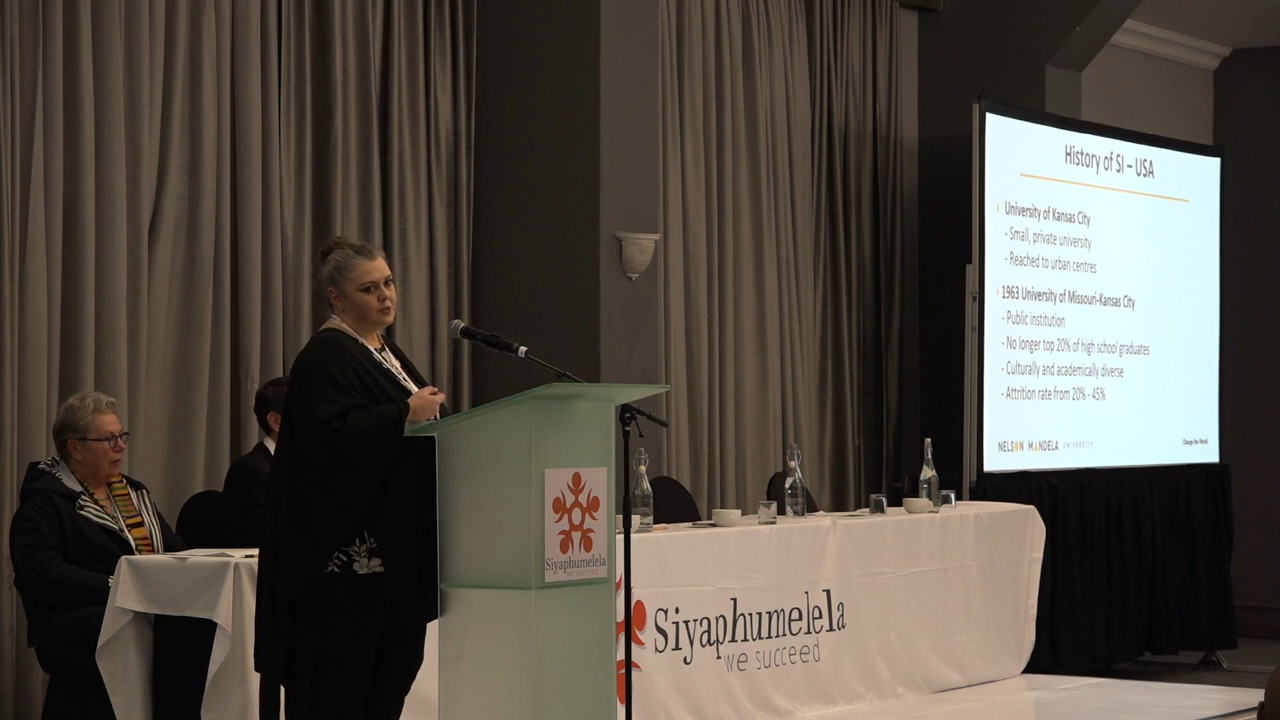 History of SI – USA
University of Kansas City
- Small, private university
- Reached to urban centres
1963 University of Missouri-Kansas City
- Public institution
- No longer top 20% of high school graduates
- Culturally and academically diverse
- Attrition rate from 20% - 45%
NELSON MANDELA UNIVERSITY
Change the World
Siyaphumelela
we succeed
Siyaphumelela
we succeed